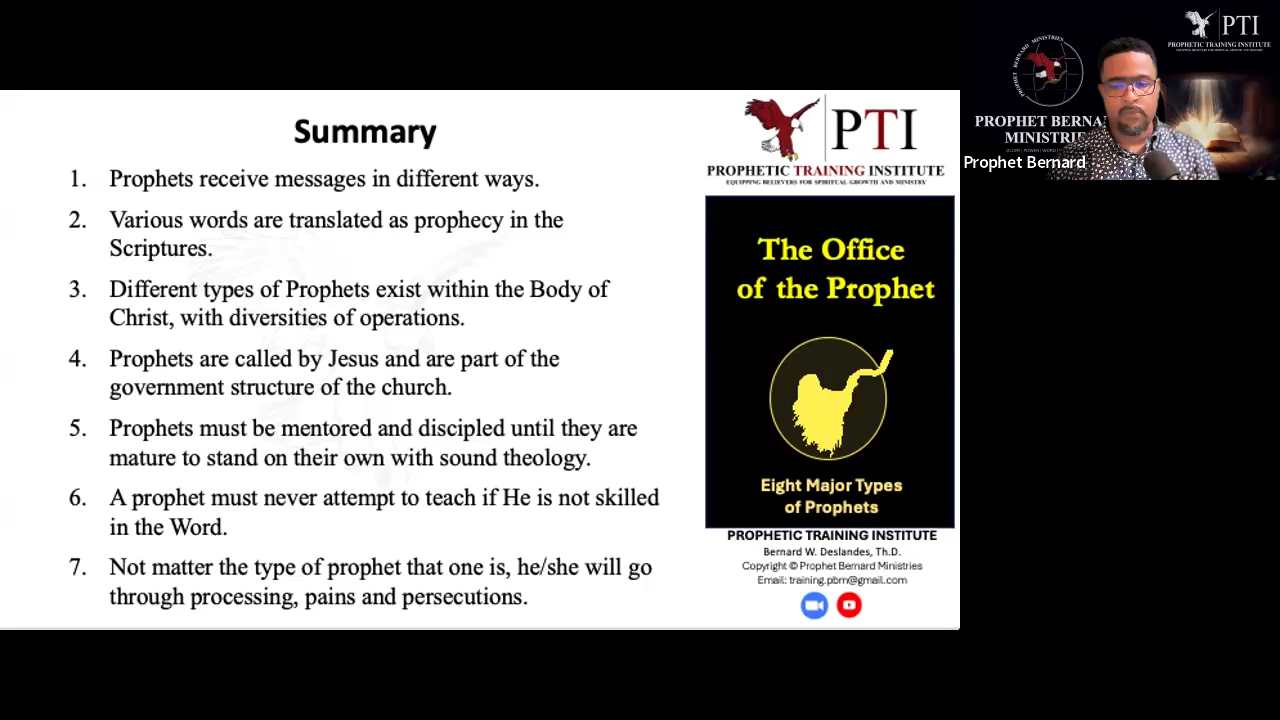 Summary
1. Prophets receive messages in different ways.
2. Various words are translated as prophecy in the
Scriptures.
3. Different types of Prophets exist within the Body of
Christ, with diversities of operations.
4. Prophets are called by Jesus and are part of the
government structure of the church.
5. Prophets must be mentored and discipled until they are
mature to stand on their own with sound theology.
6. A prophet must never attempt to teach if He is not skilled
in the Word.
7. Not matter the type of prophet that one is, he/she will go
through processing, pains and persecutions.
PTI
PROPHETIC TRAINING INSTITUTE
EQUIPPING BELIEVERS FOR SPIRITUAL GROWTH AND MINISTRY
The Office
of the Prophet
Eight Major Types
of Prophets
PROPHETIC TRAINING INSTITUTE
Bernard W. Deslandes, Th.D.
Copyright © Prophet Bernard Ministries
Email: training.pbm@gmail.com
PROPHET BERNARD MINISTRIES
PROPHET BERNA
MINISTRIE
Prophet Bernard
PTI
PROPHETIC TRAINING INSTITUTE